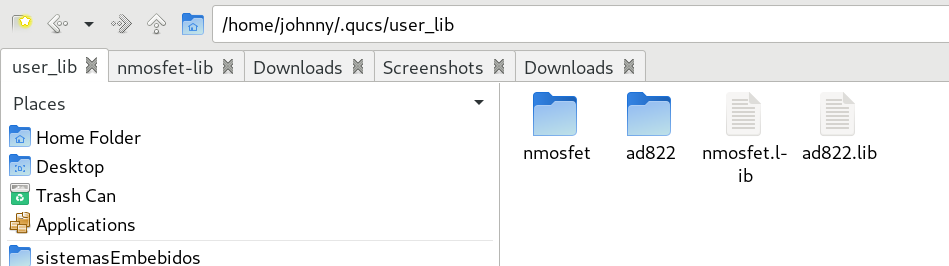 /home/johnny/.qucs/user_lib
user_lib nmosfet-lib Downloads Screenshots Downloads
Places
Home Folder
Desktop
Trash Can
Applications
sistemasEmbebidos
nmosfet ad822 nmosfet.l- ad822.lib
ib